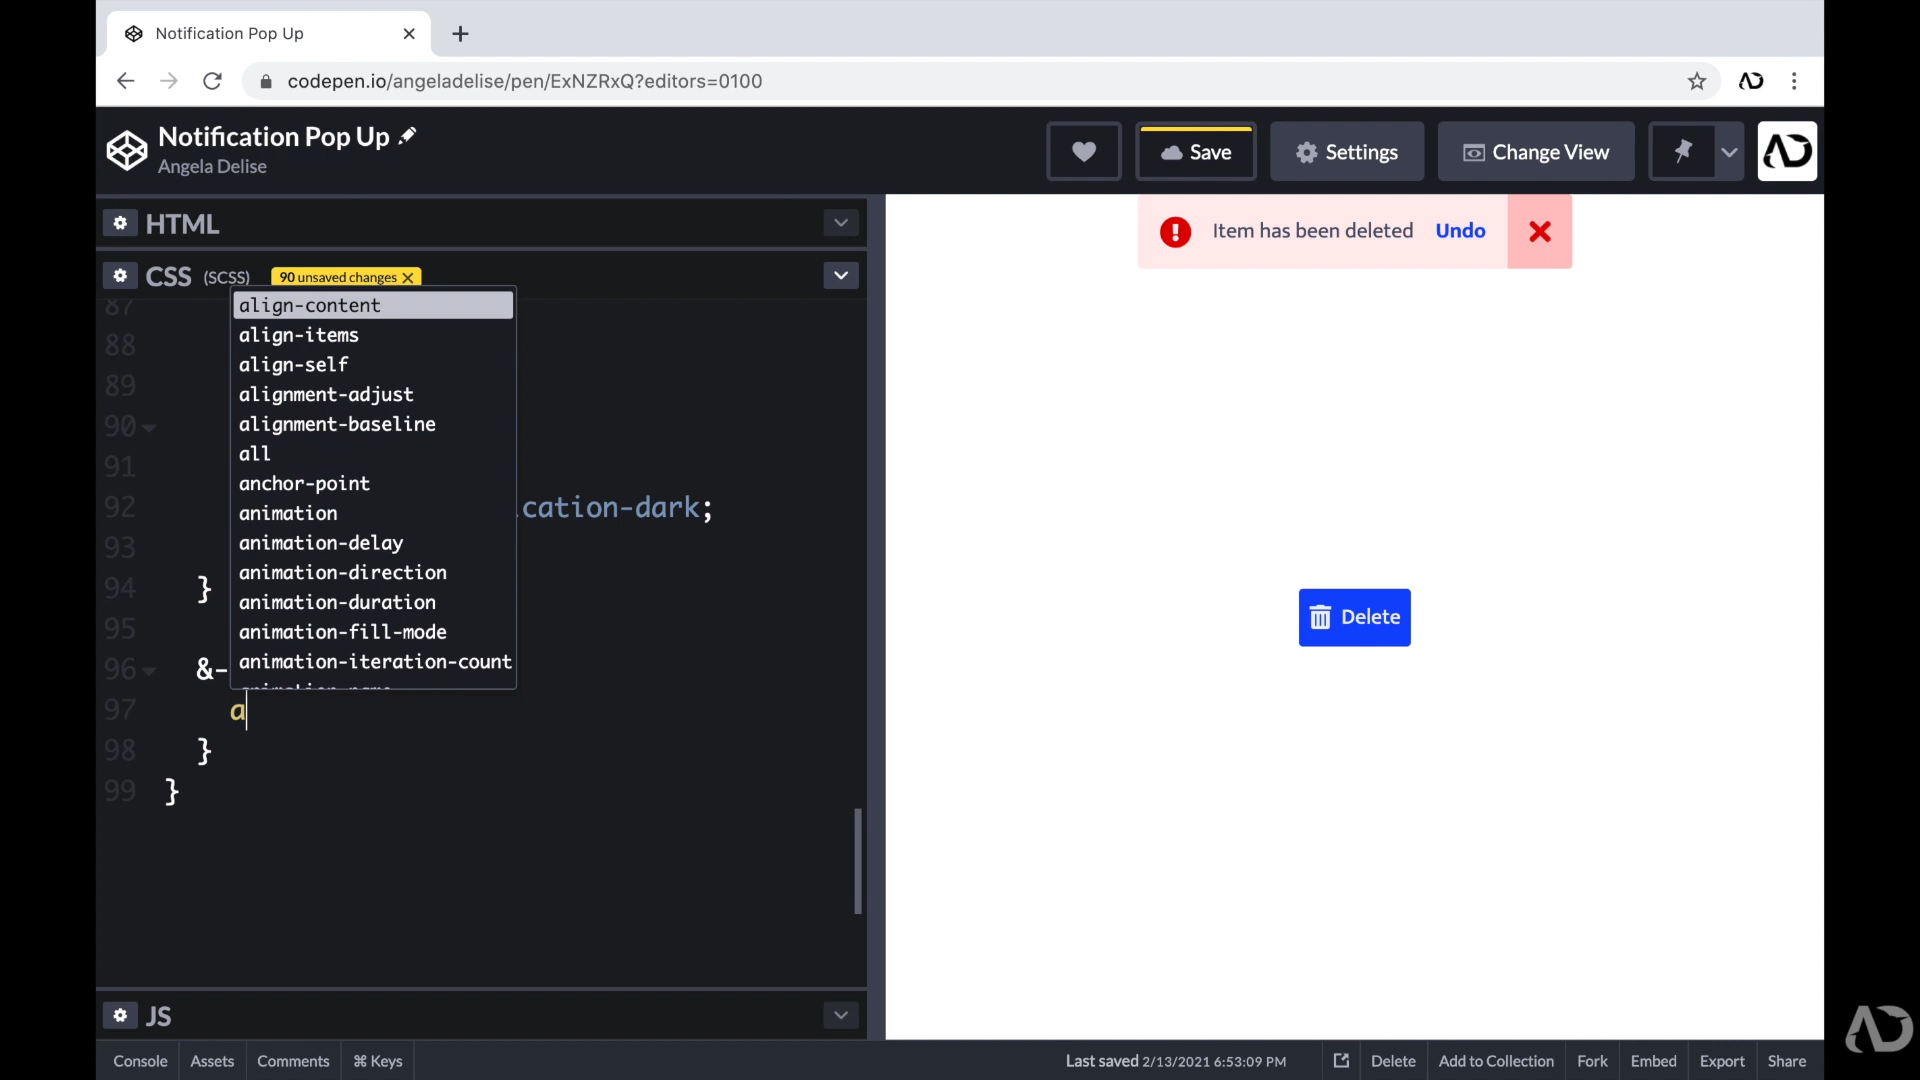 Notification Pop Up
codepen.io/angeladelise/pen/ExNZRxQ?editors=0100
Notification Pop Up
Angela Delise
Save
Settings
Change View
HTML
CSS (SCSS) 90 unsaved changes
Item has been deleted Undo
87
88
89
90
91
92 cation-dark;
93
94 }
95
96 &-
97 a
98 }
99 }
align-content
align-items
align-self
alignment-adjust
alignment-baseline
all
anchor-point
animation
animation-delay
animation-direction
animation-duration
animation-fill-mode
animation-iteration-count
Delete
JS
Console Assets Comments ⌘ Keys
Last saved 2/13/2021 6:53:09 PM Delete Add to Collection Fork Embed Export Share